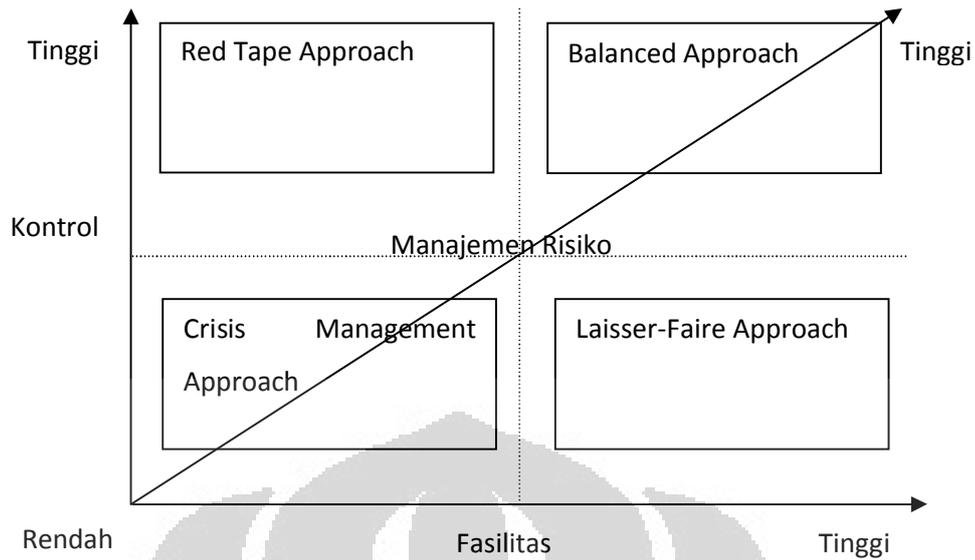 Tinggi
Red Tape Approach
Balanced Approach
Tinggi
Kontrol
Manajemen Risiko
Crisis Management
Approach
Laisser-Faire Approach
Rendah
Fasilitas
Tinggi